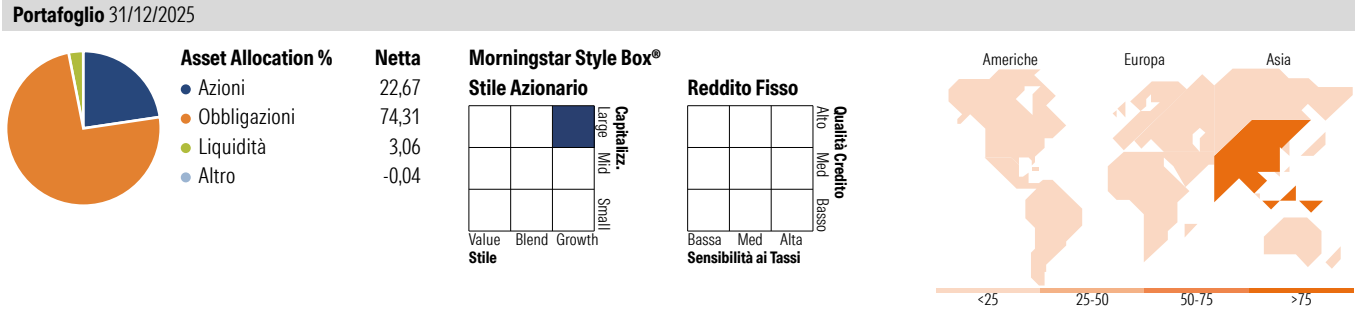 Portafoglio 31/12/2025
Asset Allocation % Netta
Azioni 22,67
Obbligazioni 74,31
Liquidità 3,06
Altro -0,04
Morningstar Style Box®
Stile Azionario
Large Mid Small
Capitalizz.
Value Blend Growth
Stile
Reddito Fisso
Alto Med Basso
Qualità Credito
Bassa Med Alta
Sensibilità ai Tassi
Americhe Europa Asia
<25 25-50 50-75 >75